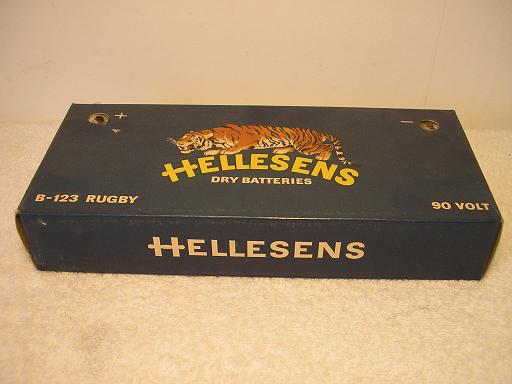 + -
HELLESENS
DRY BATTERIES
B-123 RUGBY 90 VOLT
HELLESENS